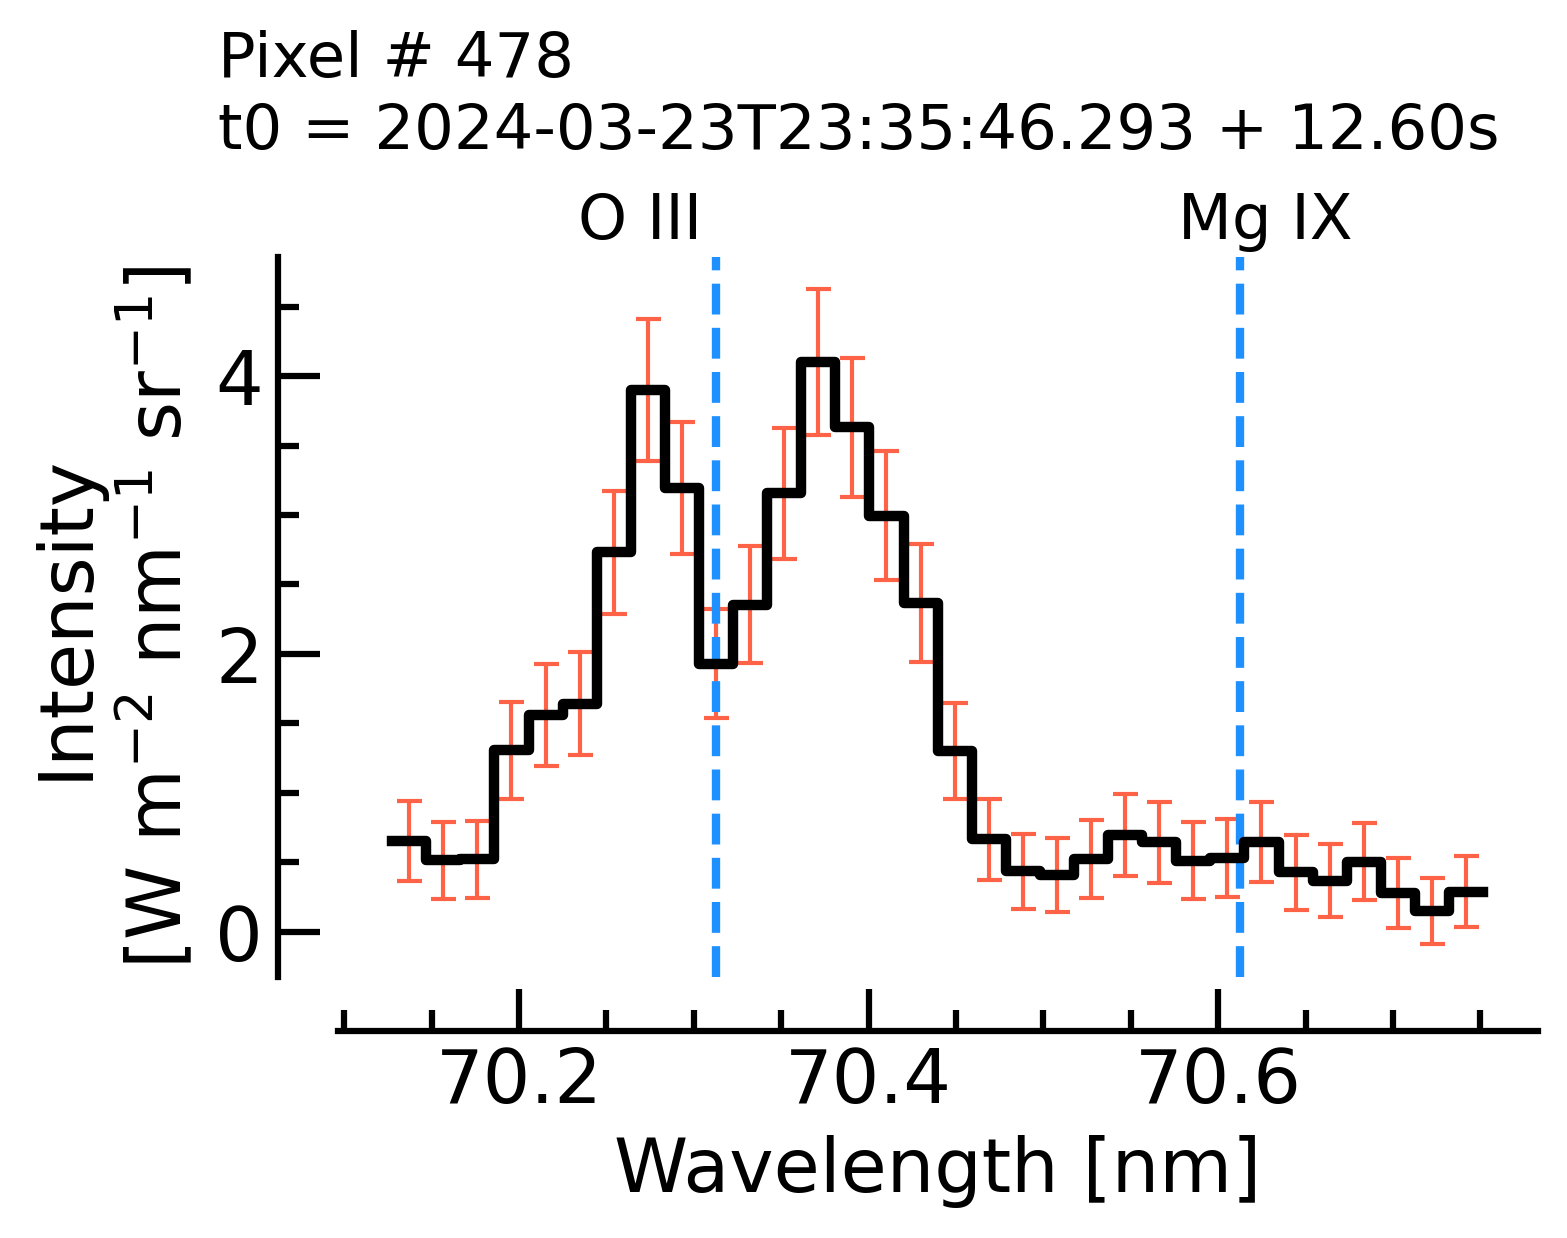 Pixel # 478
t0 = 2024-03-23T23:35:46.293 + 12.60s
O III
Mg IX
Intensity
[W m⁻² nm⁻¹ sr⁻¹]
4
2
0
70.2
70.4
70.6
Wavelength [nm]